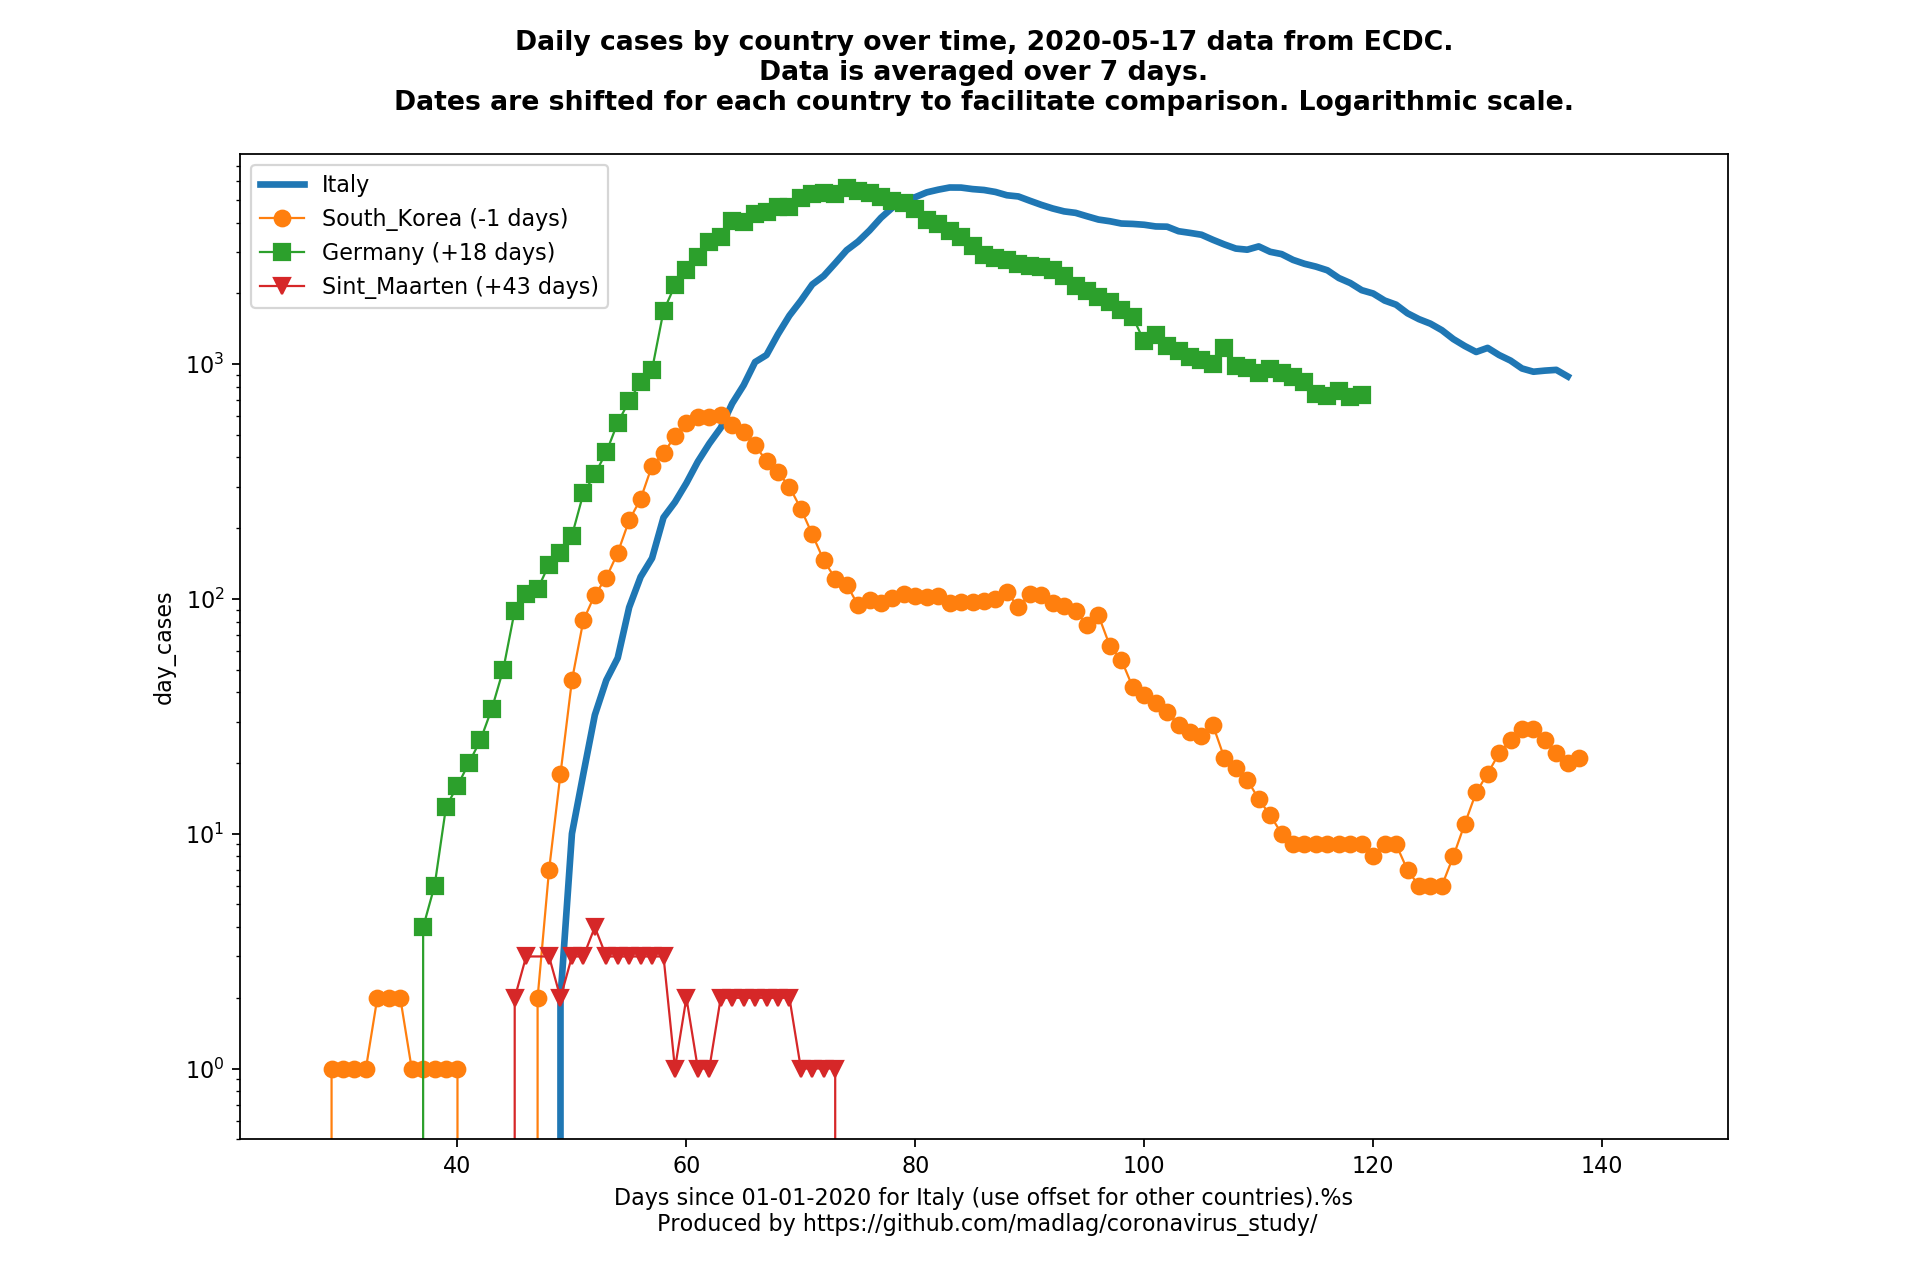 Daily cases by country over time, 2020-05-17 data from ECDC.
Data is averaged over 7 days.
Dates are shifted for each country to facilitate comparison. Logarithmic scale.
Italy
South_Korea (-1 days)
Germany (+18 days)
Sint_Maarten (+43 days)
day_cases
10³
10²
10¹
10⁰
40 60 80 100 120 140
Days since 01-01-2020 for Italy (use offset for other countries).%s
Produced by https://github.com/madlag/coronavirus_study/